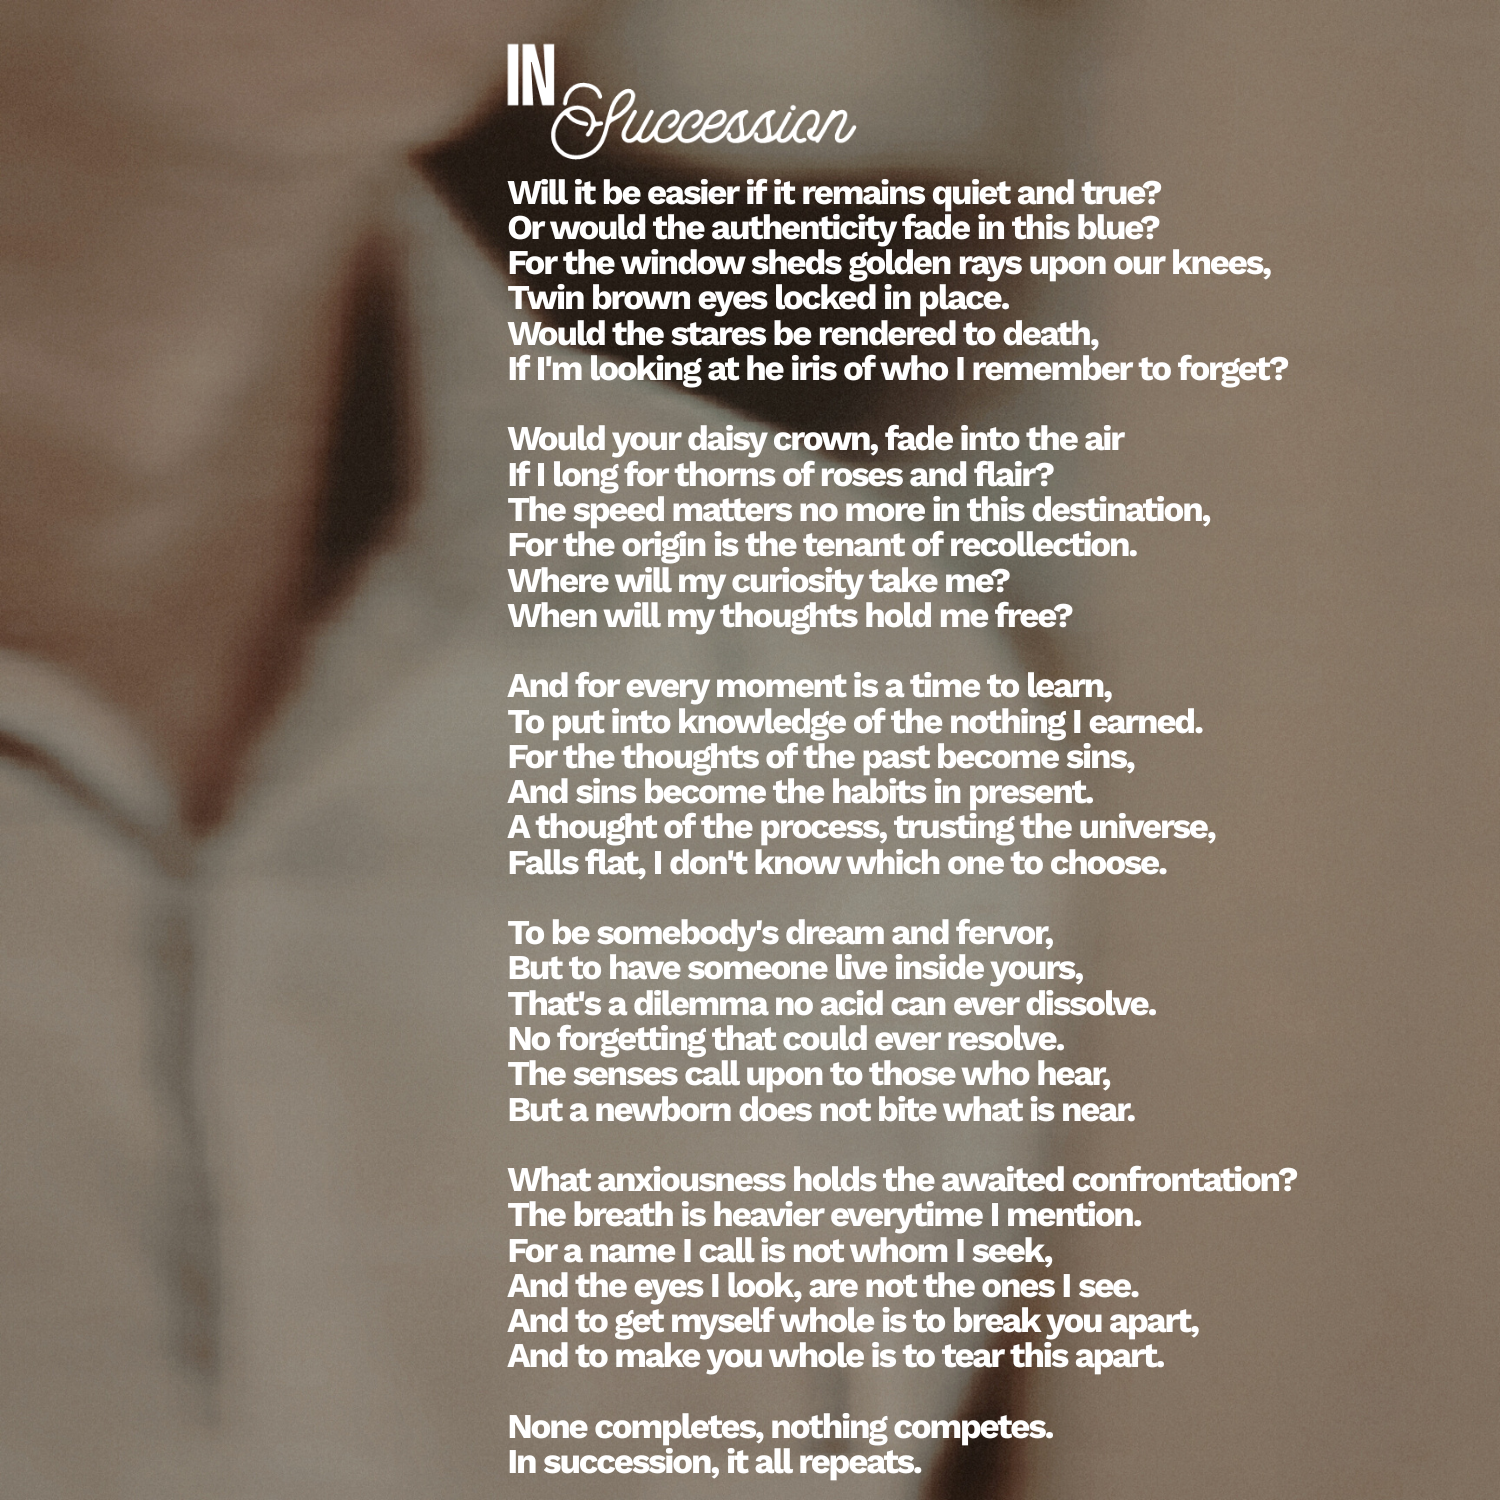 IN
Succession
Will it be easier if it remains quiet and true?
Or would the authenticity fade in this blue?
For the window sheds golden rays upon our knees,
Twin brown eyes locked in place.
Would the stares be rendered to death,
If I'm looking at he iris of who I remember to forget?
Would your daisy crown, fade into the air
If I long for thorns of roses and flair?
The speed matters no more in this destination,
For the origin is the tenant of recollection.
Where will my curiosity take me?
When will my thoughts hold me free?
And for every moment is a time to learn,
To put into knowledge of the nothing I earned.
For the thoughts of the past become sins,
And sins become the habits in present.
A thought of the process, trusting the universe,
Falls flat, I don't know which one to choose.
To be somebody's dream and fervor,
But to have someone live inside yours,
That's a dilemma no acid can ever dissolve.
No forgetting that could ever resolve.
The senses call upon to those who hear,
But a newborn does not bite what is near.
What anxiousness holds the awaited confrontation?
The breath is heavier everytime I mention.
For a name I call is not whom I seek,
And the eyes I look, are not the ones I see.
And to get myself whole is to break you apart,
And to make you whole is to tear this apart.
None completes, nothing competes.
In succession, it all repeats.